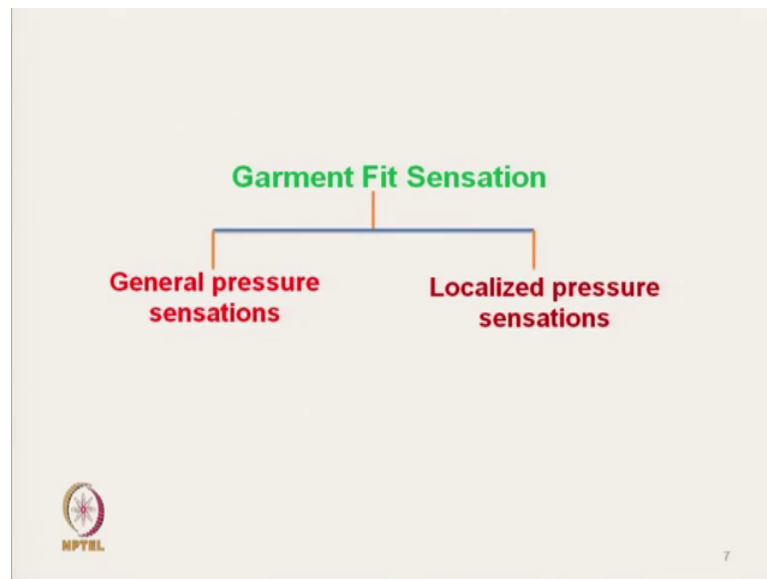 Garment Fit Sensation
General pressure
sensations
Localized pressure
sensations
NPTEL
7